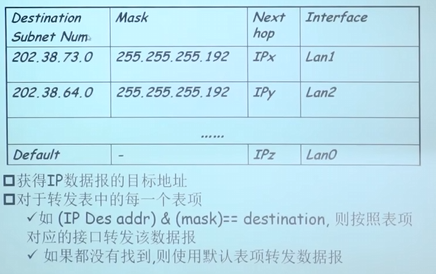 Destination Subnet Num. Mask Next hop Interface
202.38.73.0 255.255.255.192 IPx Lan1
202.38.64.0 255.255.255.192 IPy Lan2
......
Default - IPz Lan0
获得IP数据报的目标地址
对于转发表中的每一个表项
✓如 (IP Des addr) & (mask)== destination, 则按照表项
对应的接口转发该数据报
✓ 如果都没有找到,则使用默认表项转发数据报